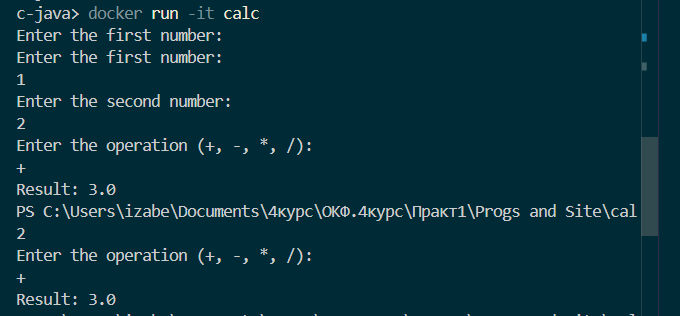 c-java> docker run -it calc
Enter the first number:
Enter the first number:
1
Enter the second number:
2
Enter the operation (+, -, *, /):
+
Result: 3.0
PS C:\Users\izabe\Documents\4курс\ОКФ.4курс\Практ1\Progs and Site\cal
2
Enter the operation (+, -, *, /):
+
Result: 3.0